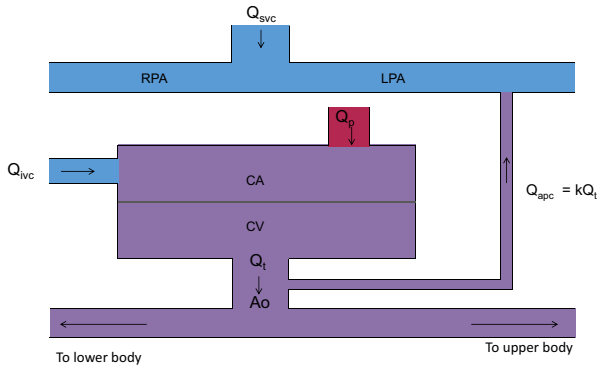 Qsvc
RPA
LPA
Qp
Qivc
CA
Qapc = kQt
CV
Qt
Ao
To lower body
To upper body